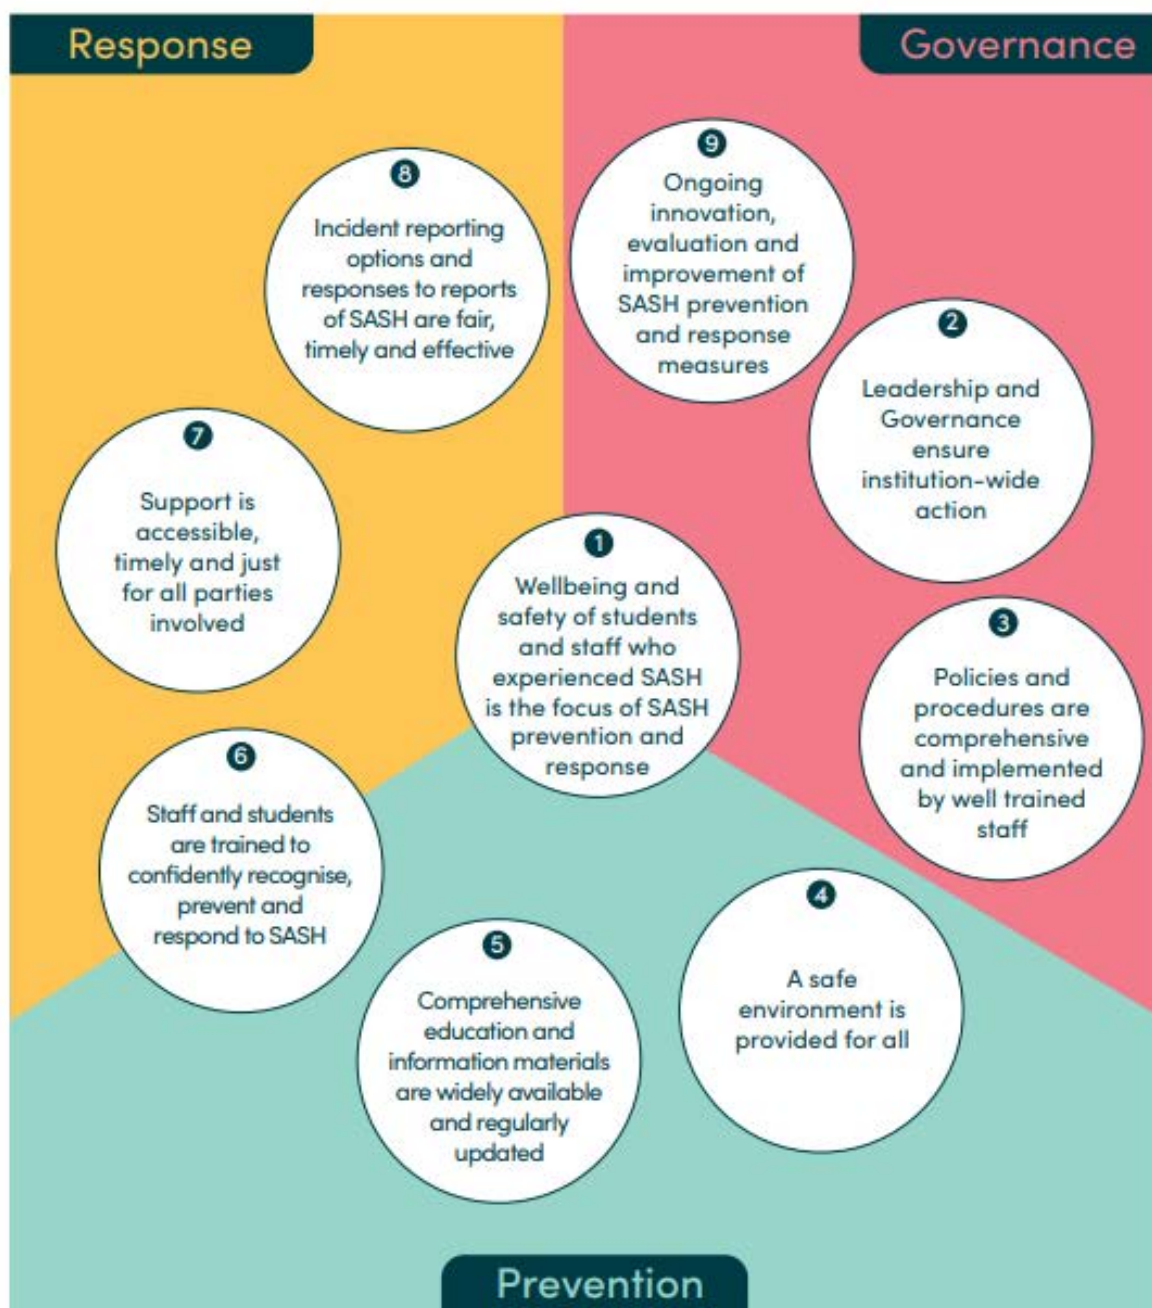 Response
Governance
8
Incident reporting
options and
responses to reports
of SASH are fair,
timely and effective
9
Ongoing
innovation,
evaluation and
improvement of
SASH prevention
and response
measures
2
Leadership and
Governance
ensure
institution-wide
action
7
Support is
accessible,
timely and just
for all parties
involved
1
Wellbeing and
safety of students
and staff who
experienced SASH
is the focus of SASH
prevention and
response
3
Policies and
procedures are
comprehensive
and implemented
by well trained
staff
6
Staff and students
are trained to
confidently recognise,
prevent and
respond to SASH
4
A safe
environment is
provided for all
5
Comprehensive
education and
information materials
are widely available
and regularly
updated
Prevention